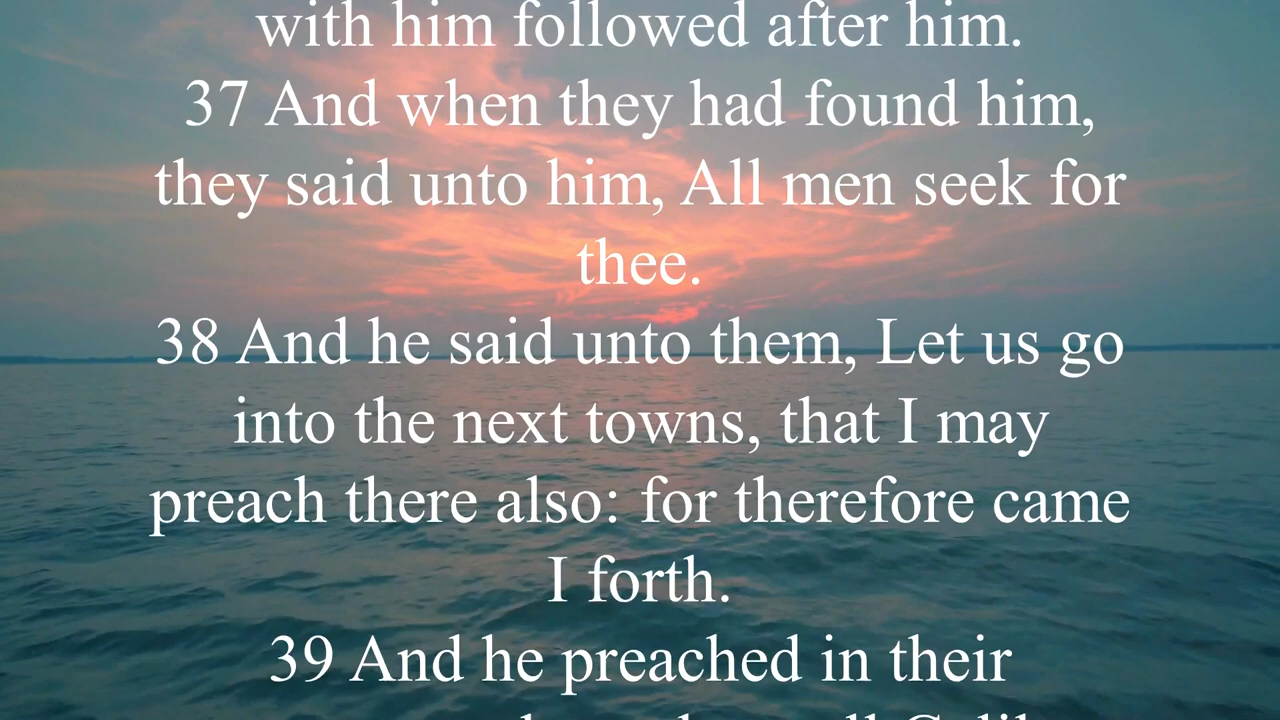 with him followed after him.
37 And when they had found him,
they said unto him, All men seek for
thee.
38 And he said unto them, Let us go
into the next towns, that I may
preach there also: for therefore came
I forth.
39 And he preached in their